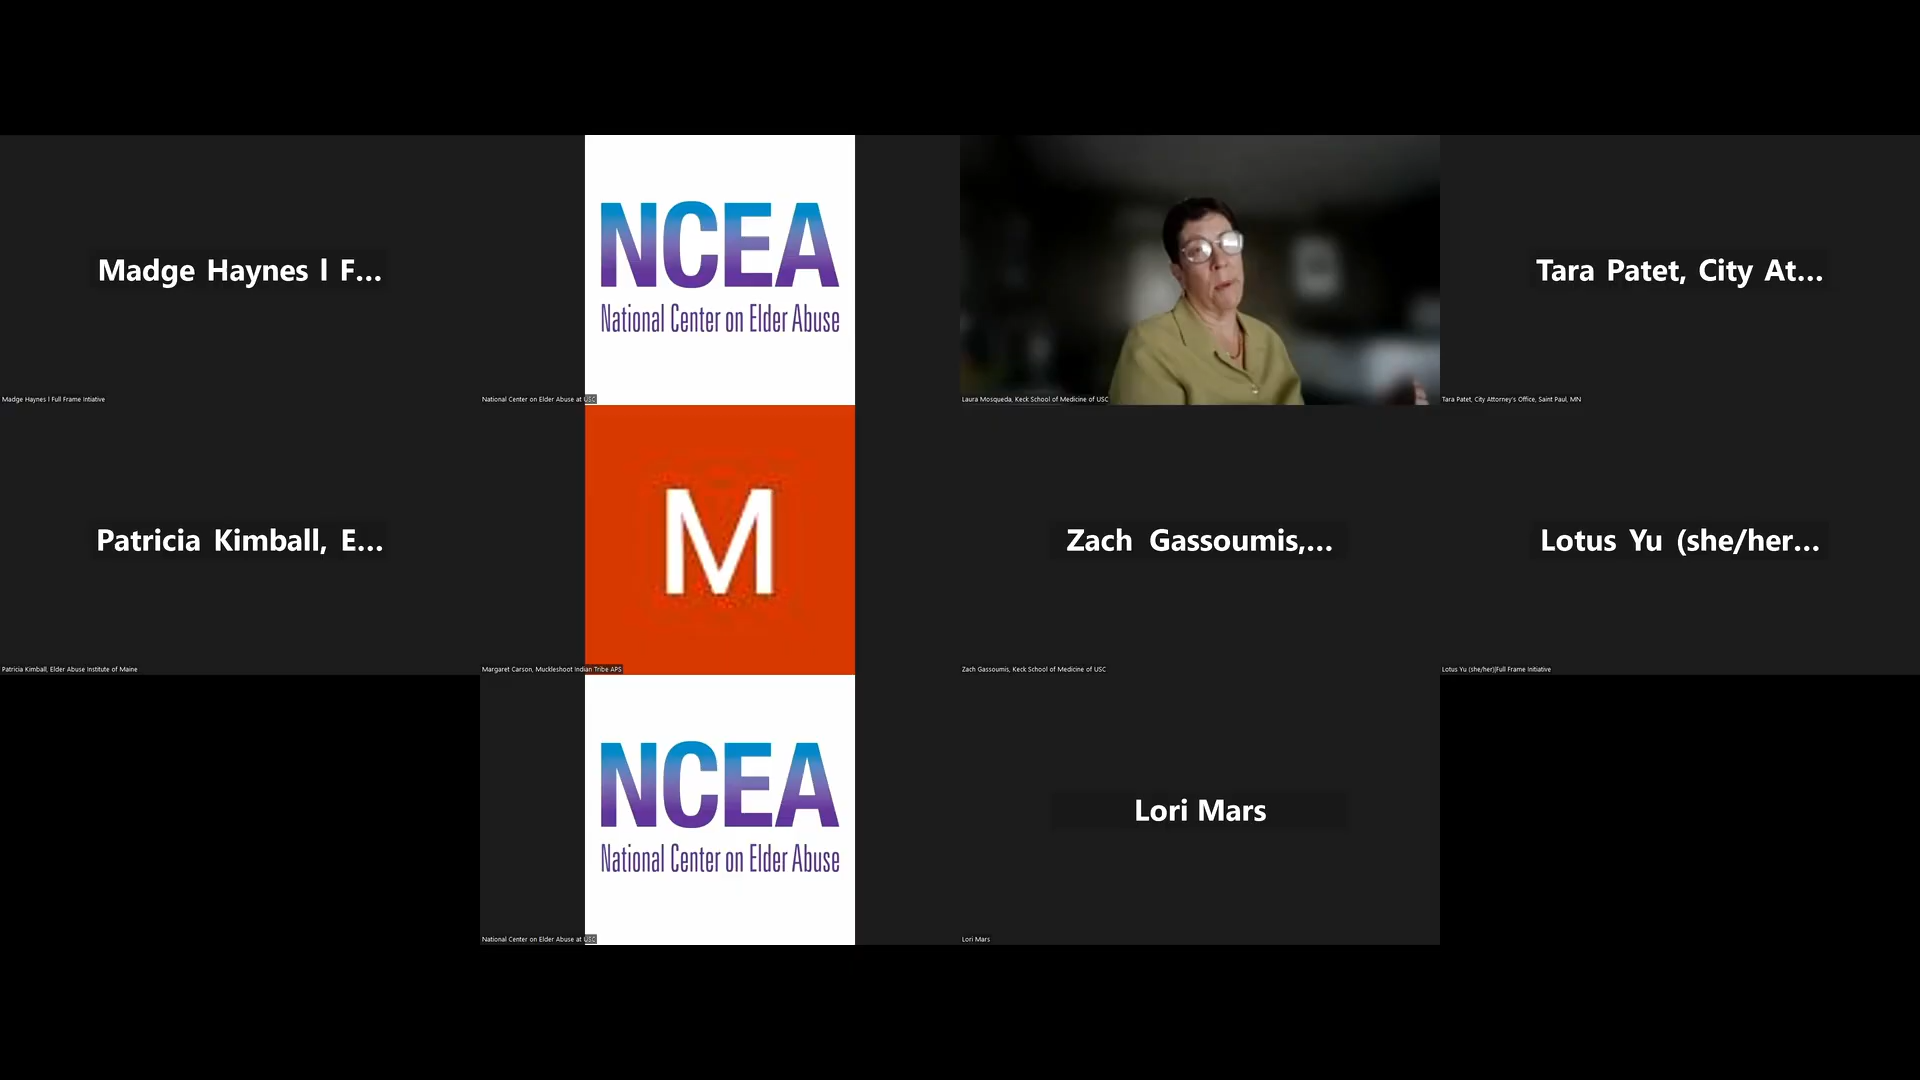 Madge Haynes l F...
Madge Haynes l Full Frame Intiative
NCEA
National Center on Elder Abuse
National Center on Elder Abuse at USC
Laura Mosqueda, Keck School of Medicine of USC
Tara Patet, City At...
Tara Patet, City Attorney's Office, Saint Paul, MN
Patricia Kimball, E...
Patricia Kimball, Elder Abuse Institute of Maine
M
Margaret Carson, Muckleshoot Indian Tribe APS
Zach Gassoumis,...
Zach Gassoumis, Keck School of Medicine of USC
Lotus Yu (she/her...
Lotus Yu (she/her)|Full Frame Initiative
NCEA
National Center on Elder Abuse
National Center on Elder Abuse at USC
Lori Mars
Lori Mars